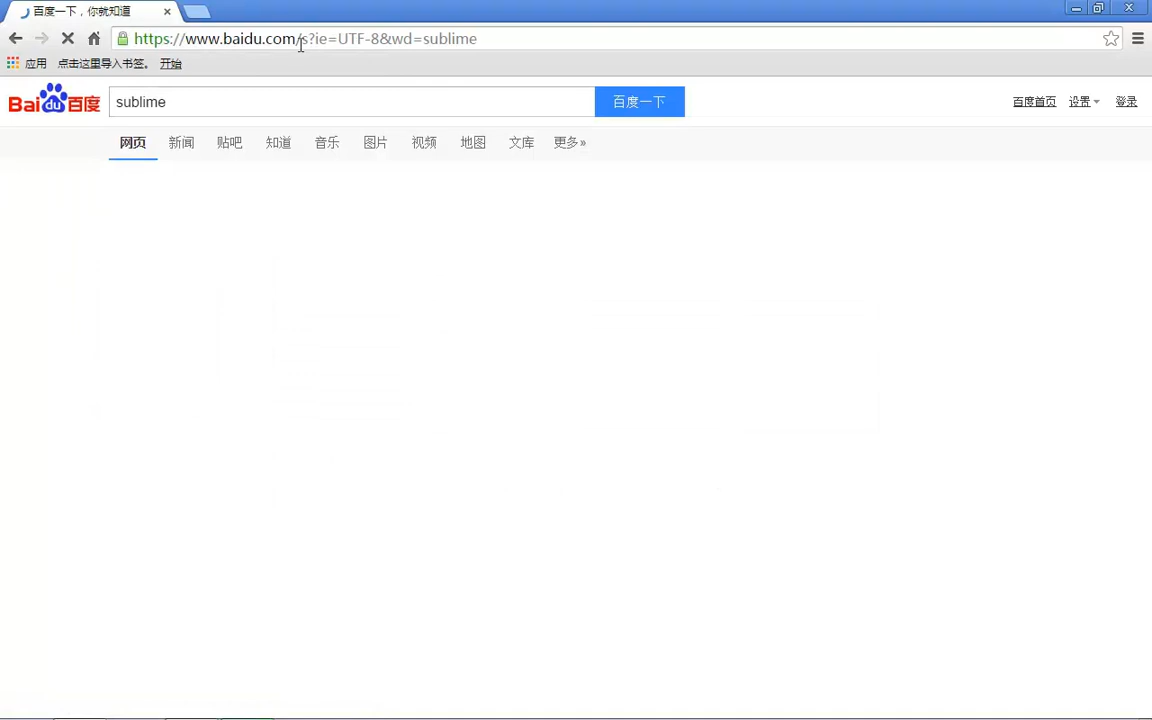 百度一下，你就知道
https://www.baidu.com/s?ie=UTF-8&wd=sublime
应用 点击这里导入书签。 开始
Bai du 百度 sublime 百度一下 百度首页 设置 登录
网页 新闻 贴吧 知道 音乐 图片 视频 地图 文库 更多»